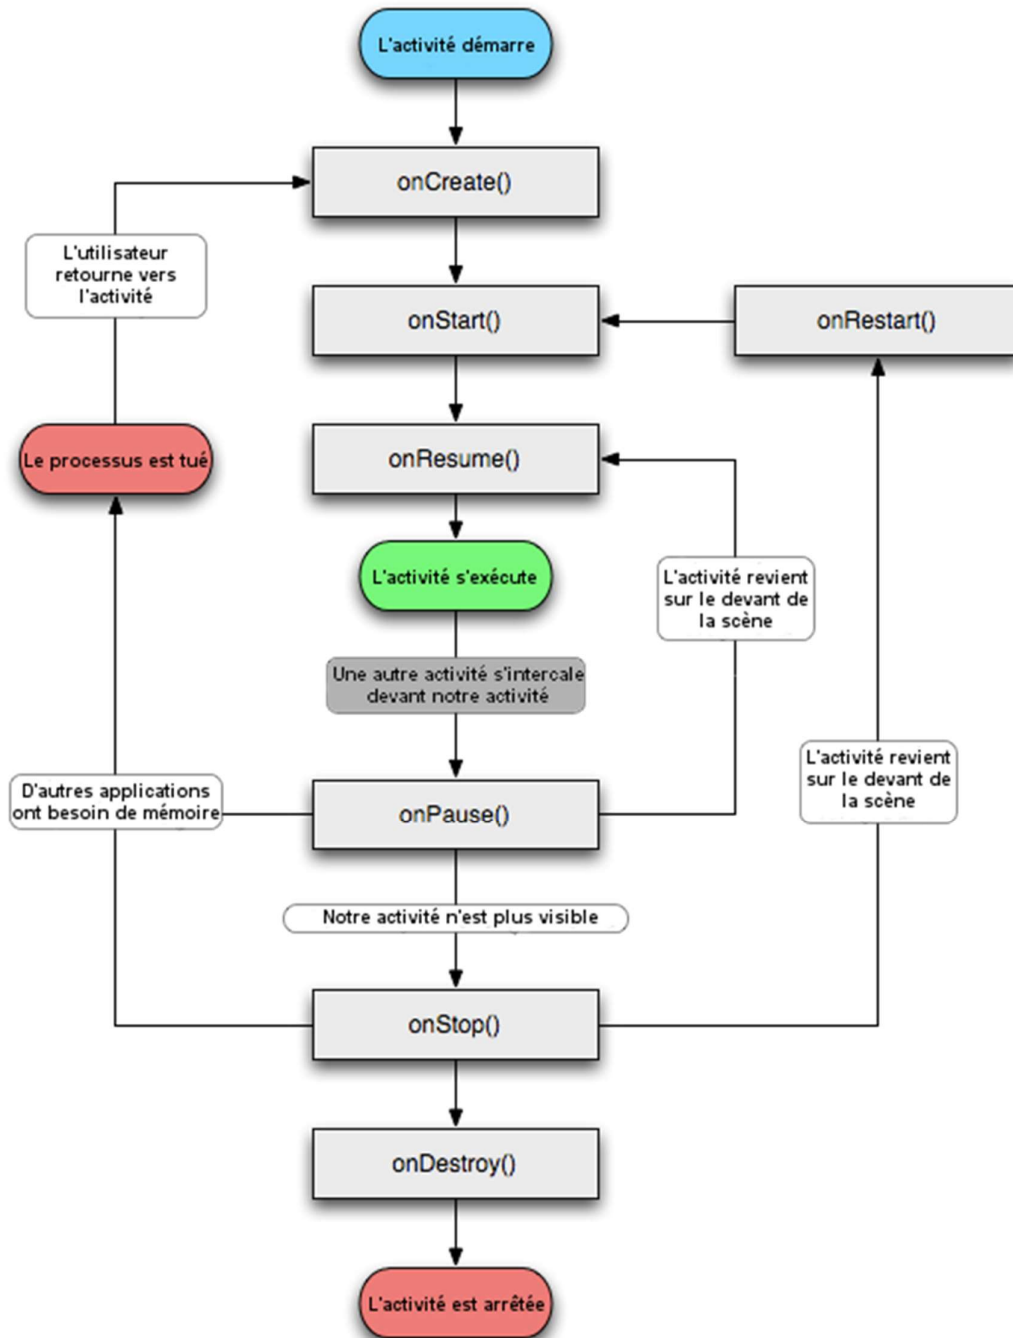 L'activité démarre
onCreate()
L'utilisateur
retourne vers
l'activité
onStart()
onRestart()
Le processus est tué
onResume()
L'activité s'exécute
L'activité revient
sur le devant de
la scène
Une autre activité s'intercale
devant notre activité
L'activité revient
sur le devant de
la scène
D'autres applications
ont besoin de mémoire
onPause()
Notre activité n'est plus visible
onStop()
onDestroy()
L'activité est arrêtée